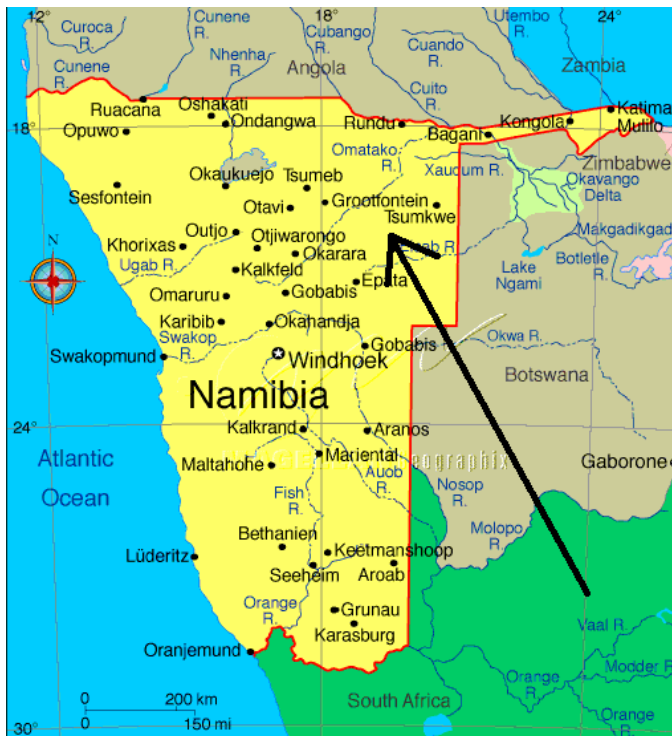 12°
18°
24°
Curoca
R.
Cunene
R.
Cunene
R.
Nhenha
R.
Cubango
R.
Cuando
R.
Cuito
R.
Utembo
R.
Angola
Zambia
Ruacana
Oshakati
Ondangwa
Rundu
Bagani
Kongola
Katima
Mulilo
18°
Opuwo
Omatako
R.
Xaudum R.
Zimbabwe
Okavango
Delta
Sesfontein
Okaukuejo
Tsumeb
Grootfontein
Tsumkwe
Otavi
Makgadikgadi
N
Khorixas
Outjo
Otjiwarongo
Okarara
Ugab R.
Kalkfeld
Lake
Ngami
Botletle
R.
Omaruru
Gobabis
Epata
Karibib
Okahandja
Swakop
R.
Gobabis
Okwa R.
Swakopmund
Windhoek
Namibia
Botswana
24°
Kalkrand
Aranos
Mariental
Maltahohe
Auob
R.
eographix
Gaborone
Atlantic
Ocean
Fish
R.
Nosop
R.
Molopo
R.
Bethanien
Keetmanshoop
Lüderitz
Seeheim
Aroab
Orange
R.
Grunau
Karasburg
Vaal R.
Oranjemund
Modder R.
Orange
R.
South Africa
Orange
R.
0 200 km
0 150 mi
30°